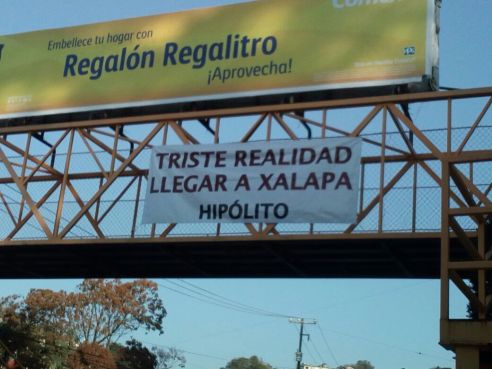 Embellece tu hogar con
Regalón Regalitro
¡Aprovecha!
TRISTE REALIDAD
LLEGAR A XALAPA
HIPÓLITO